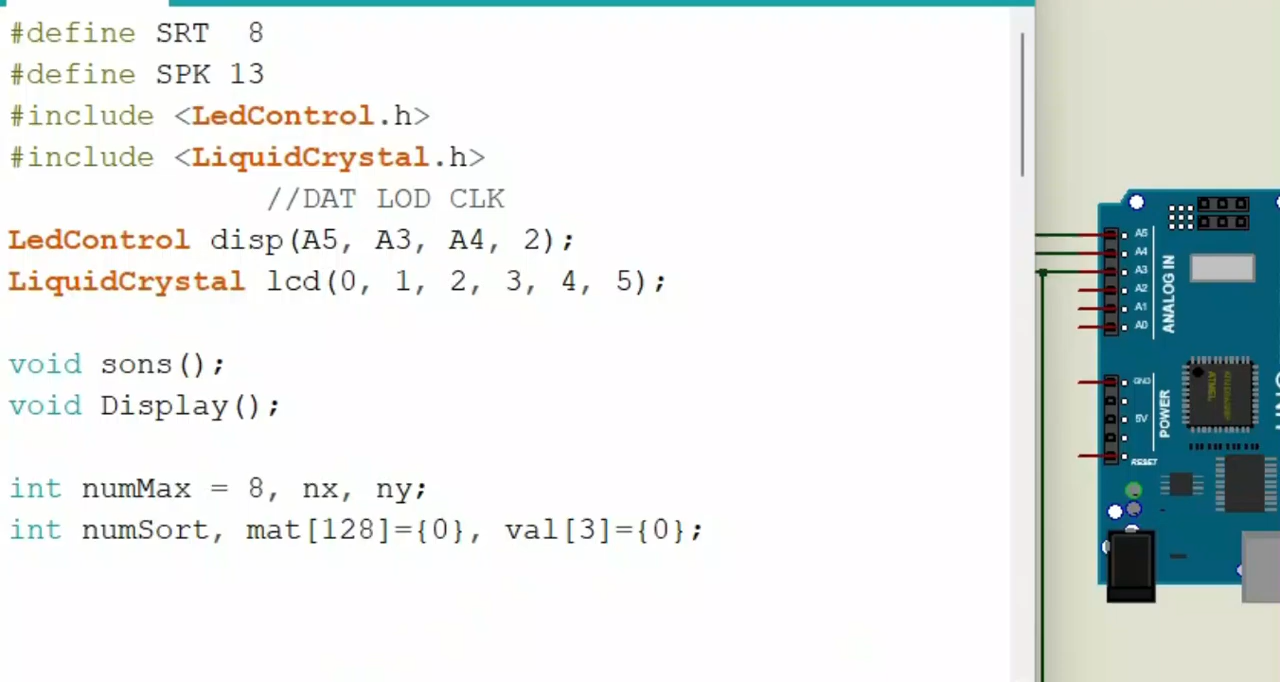 #define SRT  8
#define SPK 13
#include <LedControl.h>
#include <LiquidCrystal.h>
//DAT LOD CLK
LedControl disp(A5, A3, A4, 2);
LiquidCrystal lcd(0, 1, 2, 3, 4, 5);
void sons();
void Display();
int numMax = 8, nx, ny;
int numSort, mat[128]={0}, val[3]={0};
A5
A4
A3
A2
A1
A0
ANALOG IN
GND
5V
POWER
RESET
ATMEL